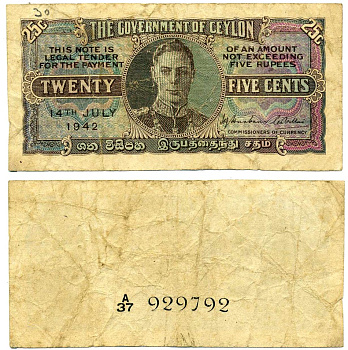 30
25c THE GOVERNMENT OF CEYLON 25c
THIS NOTE IS
LEGAL TENDER
FOR THE PAYMENT
OF AN AMOUNT
NOT EXCEEDING
FIVE RUPEES
TWENTY FIVE CENTS
14TH JULY
1942
COMMISSIONERS OF CURRENCY
ශත විසිපහ இருபத்தைந்து சதம்
A/37 929792